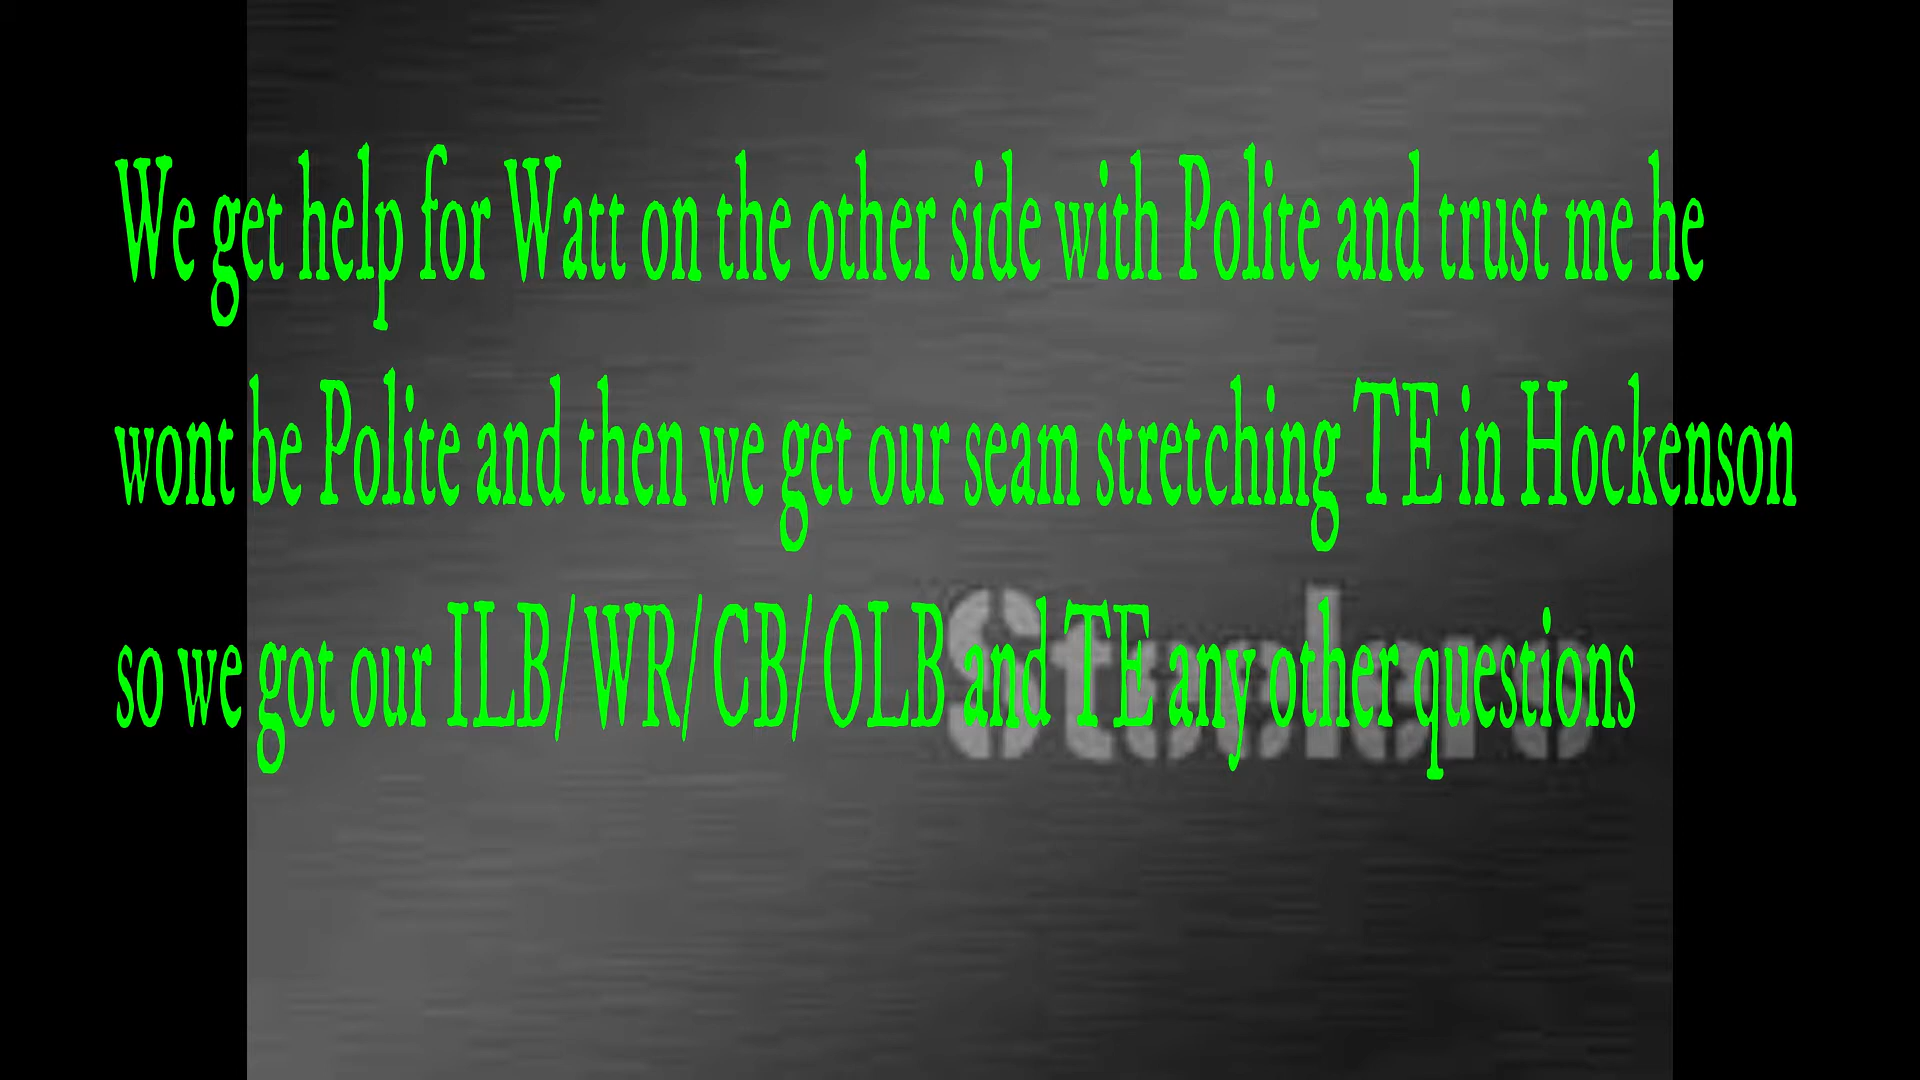 We get help for Watt on the other side with Polite and trust me he
wont be Polite and then we get our seam stretching TE in Hockenson
so we got our ILB/WR/CB/OLB and TE any other questions
Steelers